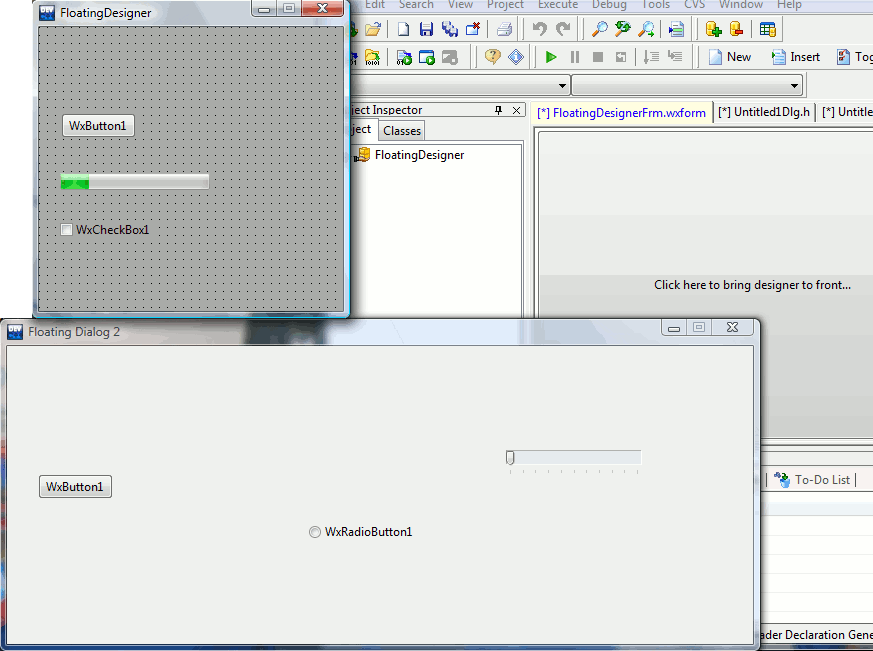 FloatingDesigner
Edit Search View Project Execute Debug Tools CVS Window Help
New Insert Tog
WxButton1
WxCheckBox1
ject Inspector
ject Classes
FloatingDesigner
[*] FloatingDesignerFrm.wxform [*] Untitled1Dlg.h [*] Untitle
Click here to bring designer to front...
Floating Dialog 2
WxButton1
WxRadioButton1
To-Do List
ader Declaration Gene